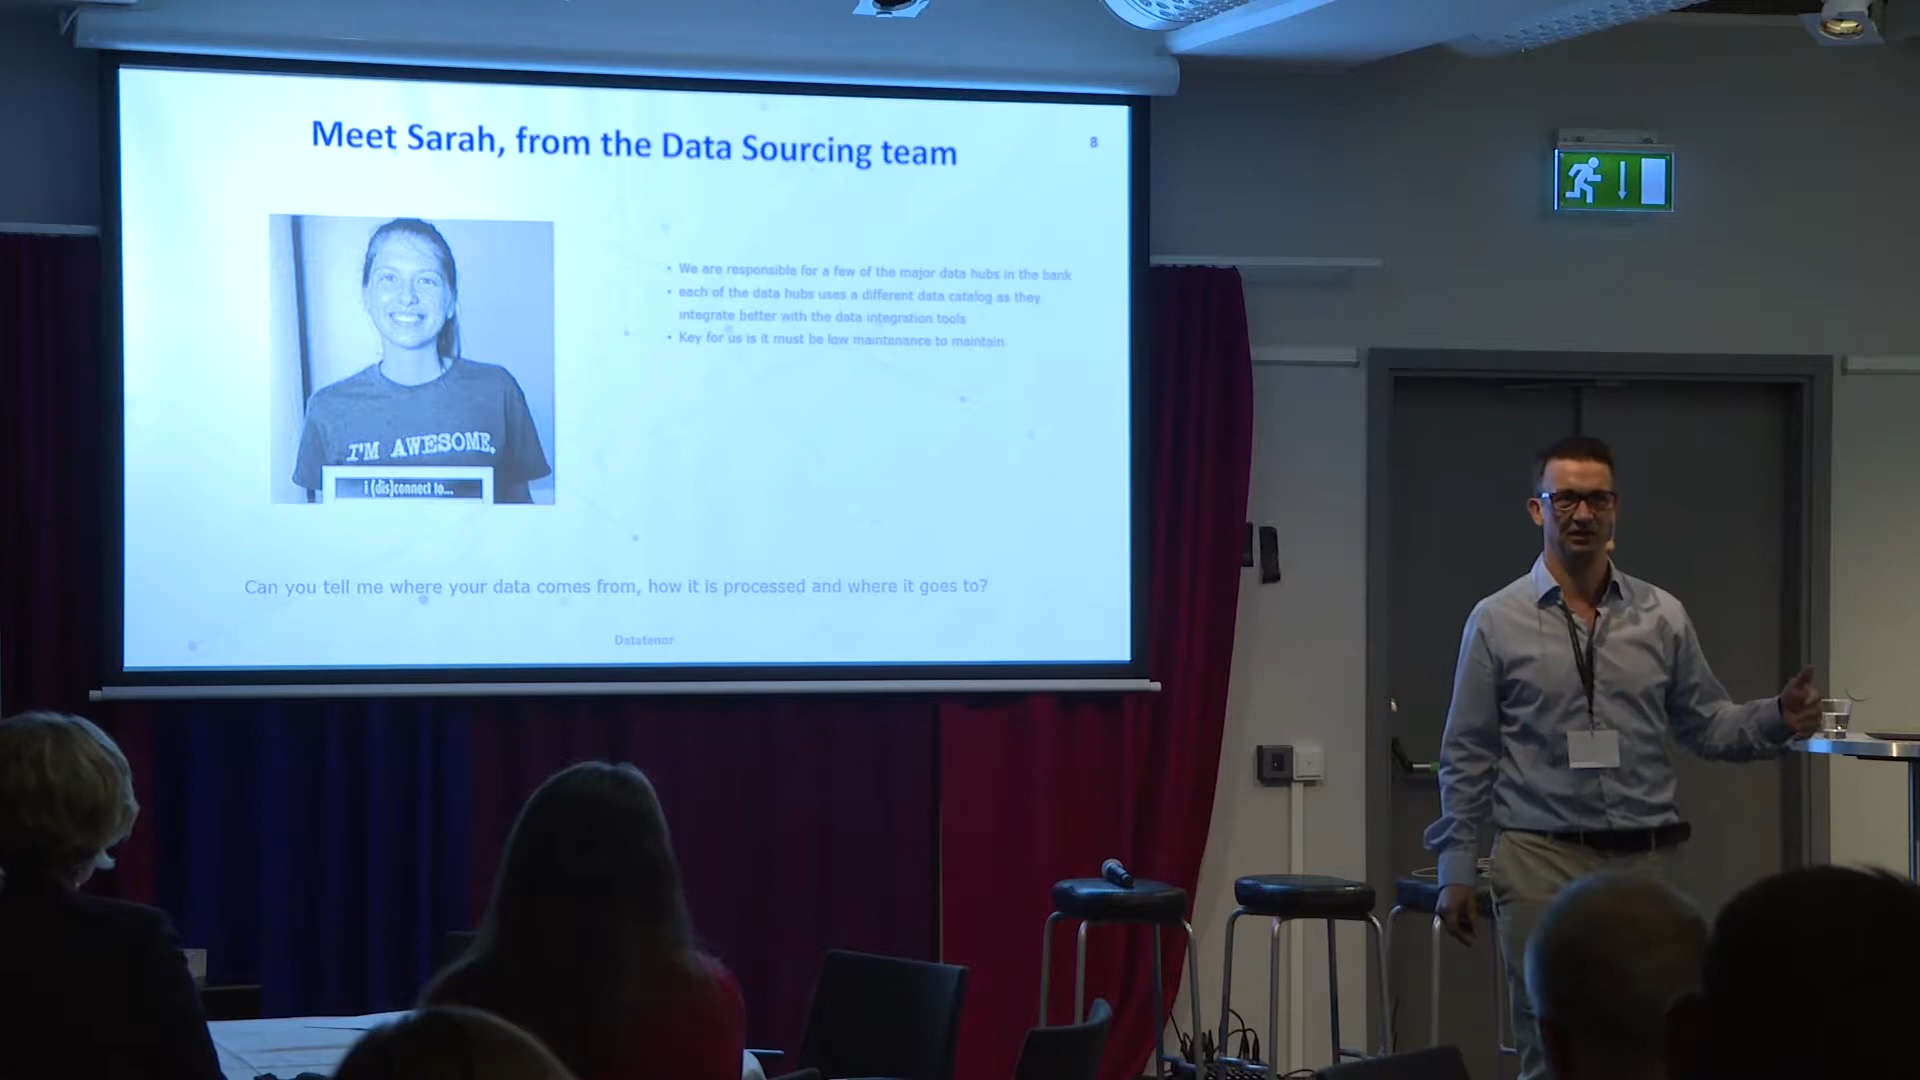 Meet Sarah, from the Data Sourcing team
8
• We are responsible for a few of the major data hubs in the bank
• each of the data hubs uses a different data catalog as they
integrate better with the data integration tools
• Key for us is it must be low maintenance to maintain
I'M AWESOME.
i (dis)connect to...
Can you tell me where your data comes from, how it is processed and where it goes to?
Datatenor